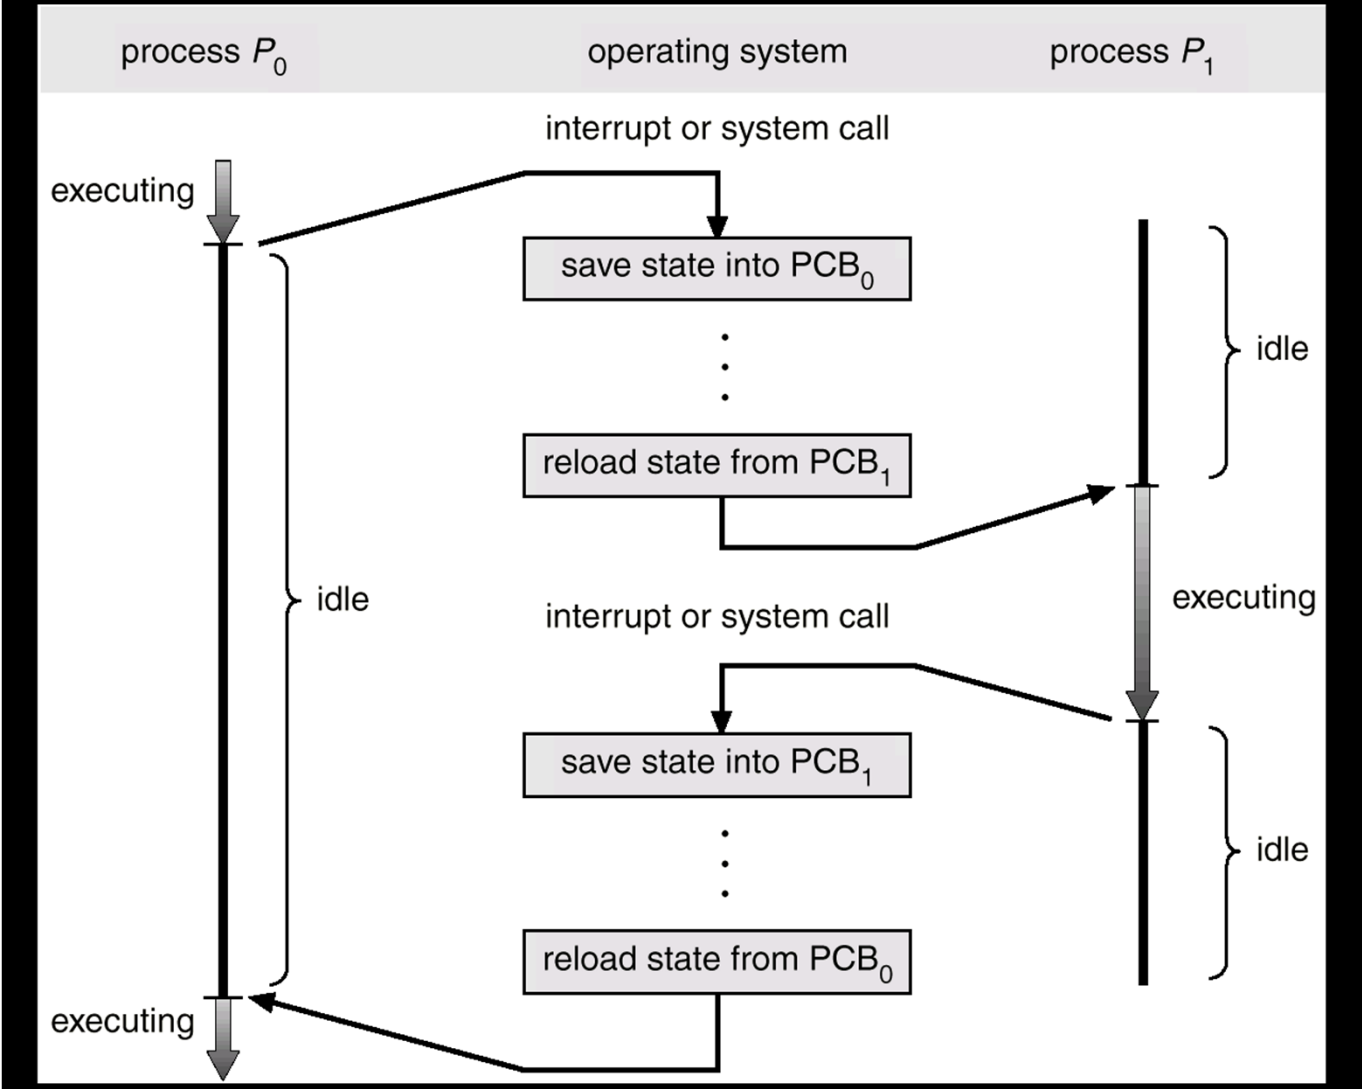 process P0 operating system process P1
interrupt or system call
executing
save state into PCB0
idle
reload state from PCB1
idle
executing
interrupt or system call
save state into PCB1
idle
reload state from PCB0
executing